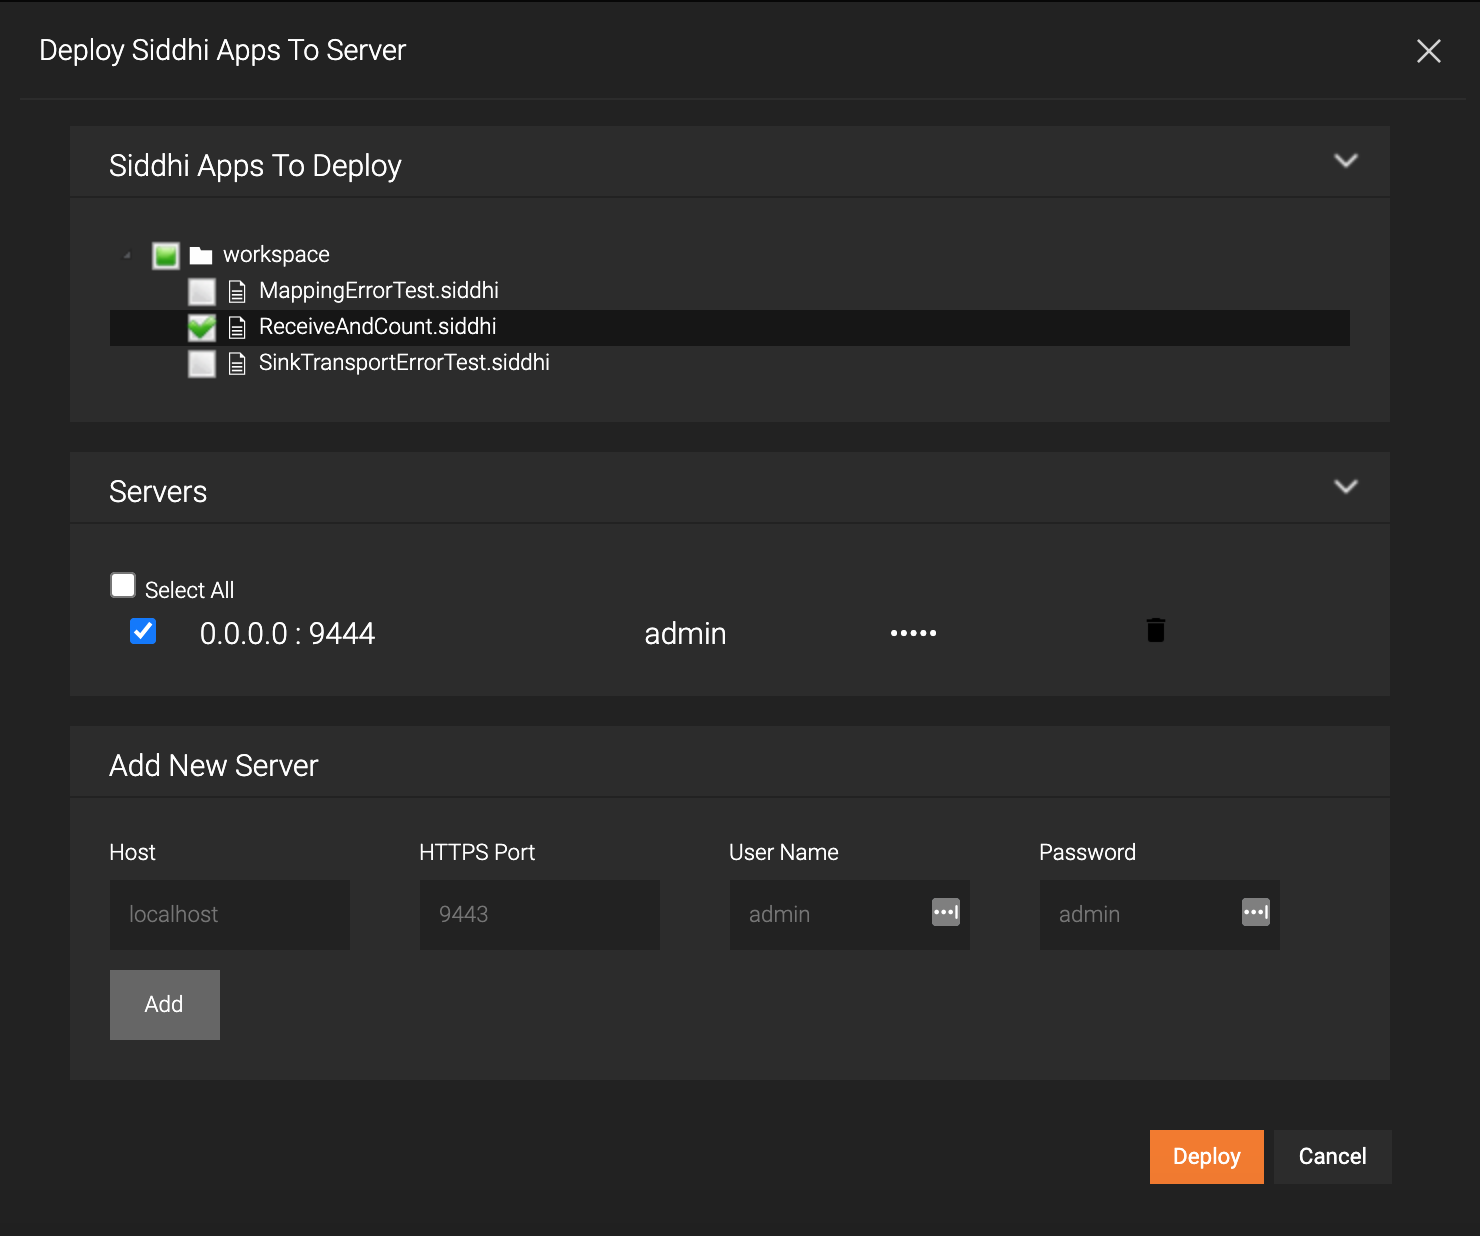 Deploy Siddhi Apps To Server
Siddhi Apps To Deploy
workspace
MappingErrorTest.siddhi
ReceiveAndCount.siddhi
SinkTransportErrorTest.siddhi
Servers
Select All
0.0.0.0 : 9444 admin •••••
Add New Server
Host HTTPS Port User Name Password
localhost 9443 admin admin
Add
Deploy Cancel